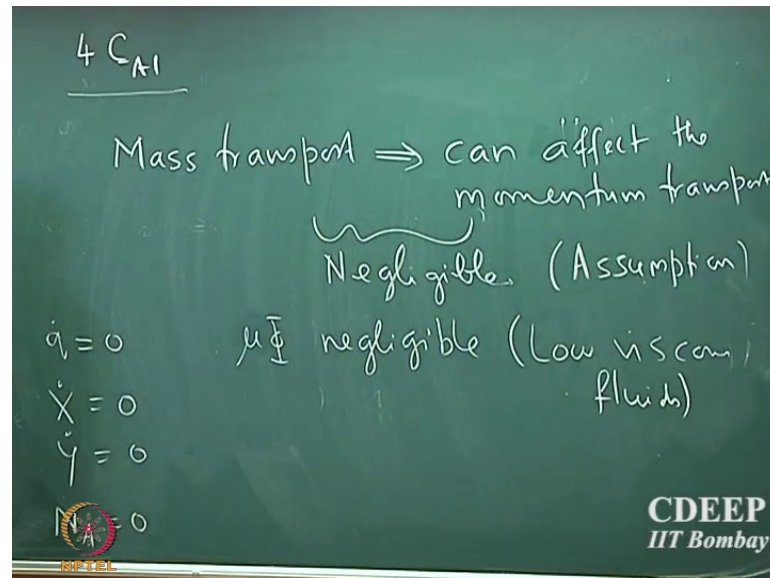 4 C_A1
Mass transport ⇒ can affect the
momentum transport
Negligible (Assumption)
q̇ = 0 μΦ negligible (Low viscous
fluids)
Ẋ = 0
Ẏ = 0
Ṅ_A = 0
CDEEP
IIT Bombay
NPTEL